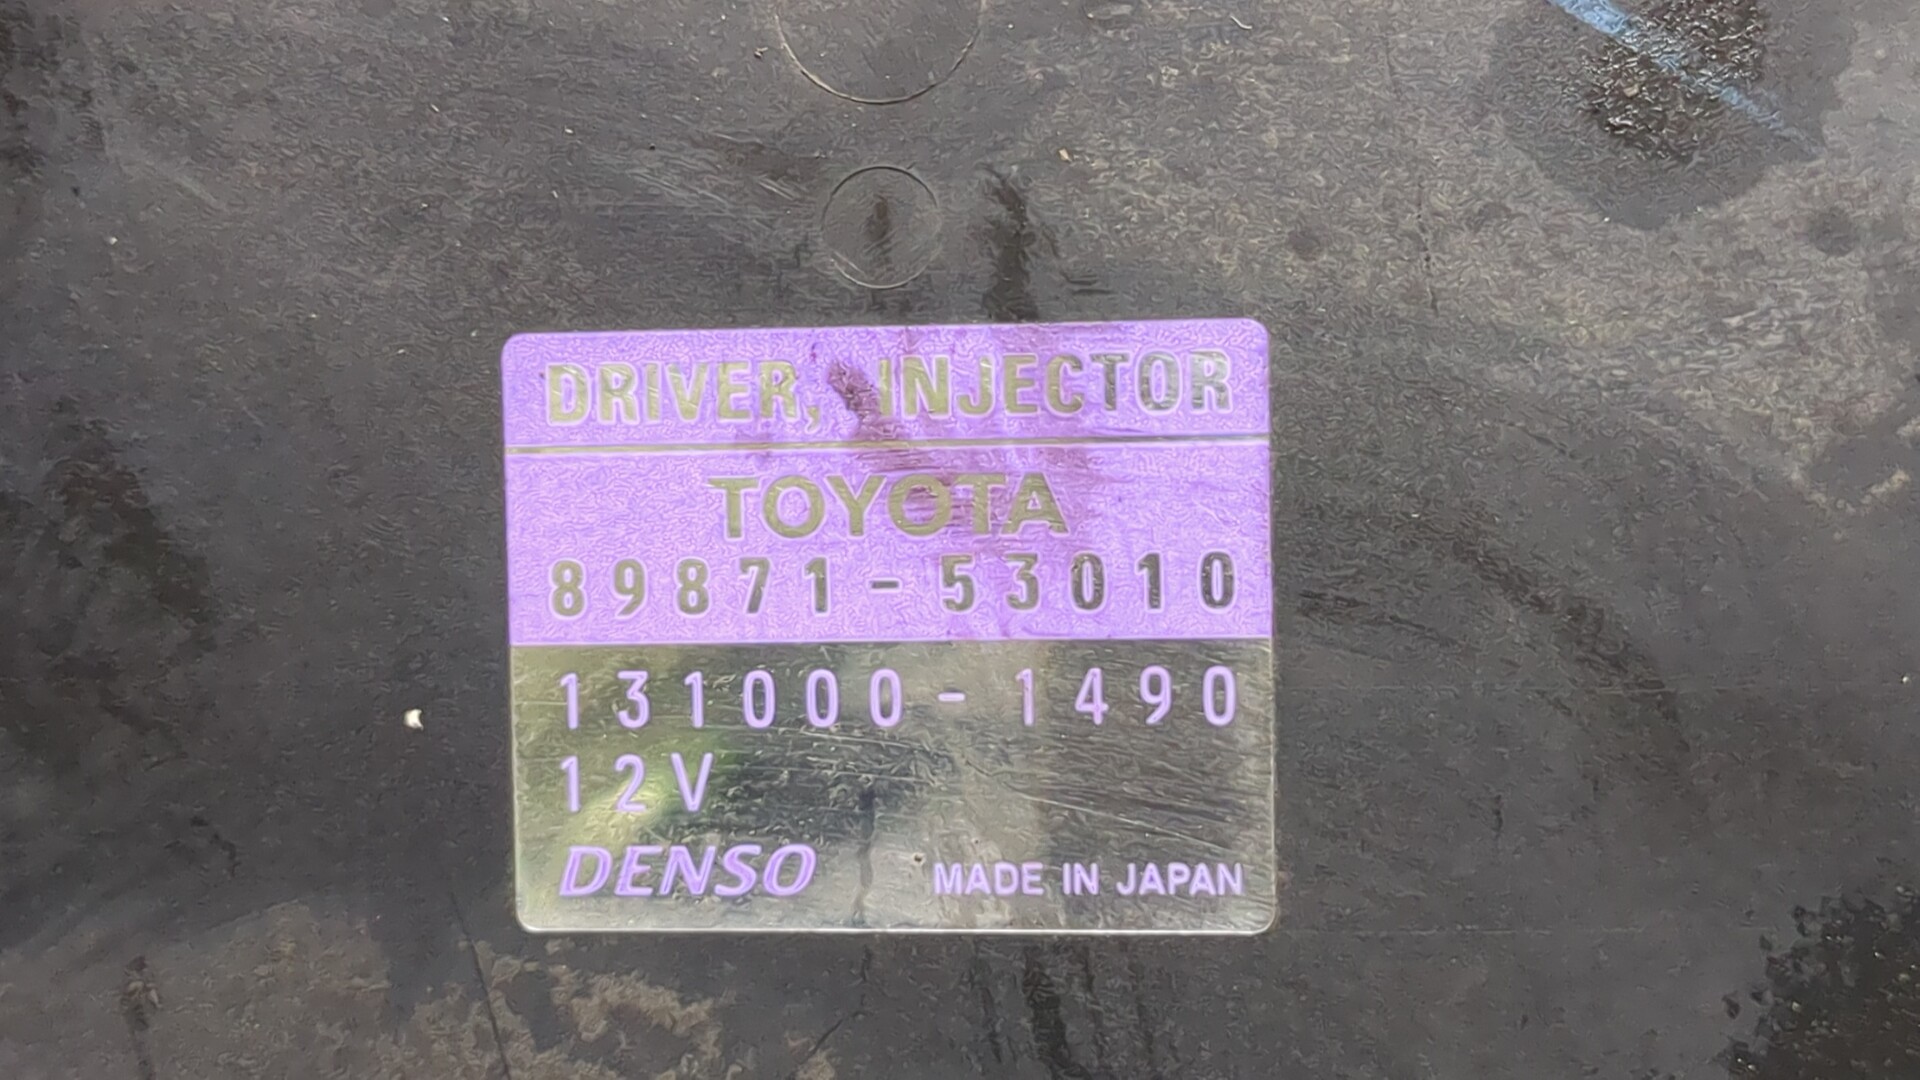 DRIVER, INJECTOR
TOYOTA
89871-53010
131000-1490
12V
DENSO MADE IN JAPAN